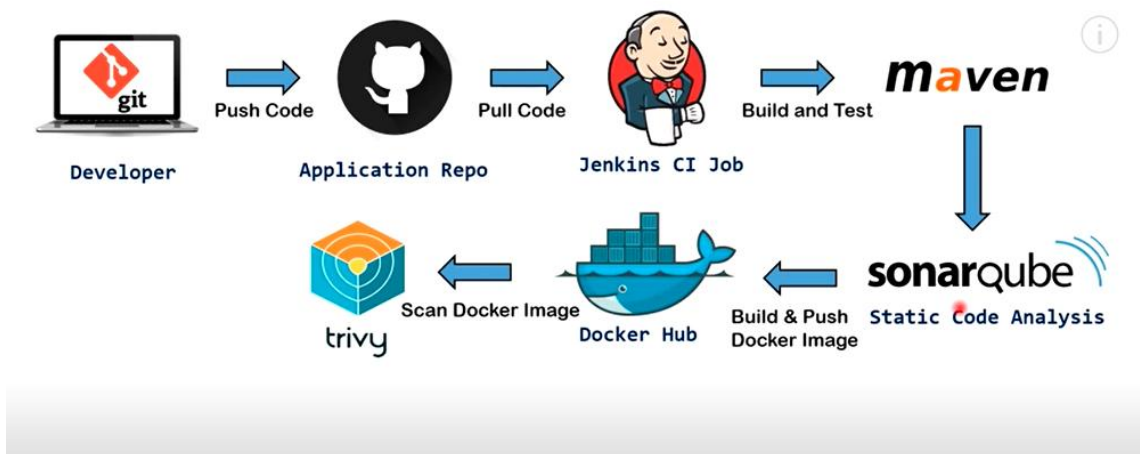 git
Push Code
Pull Code
Build and Test
maven
Developer
Application Repo
Jenkins CI Job
trivy
Scan Docker Image
Docker Hub
Build & Push
Docker Image
sonarqube
Static Code Analysis
i